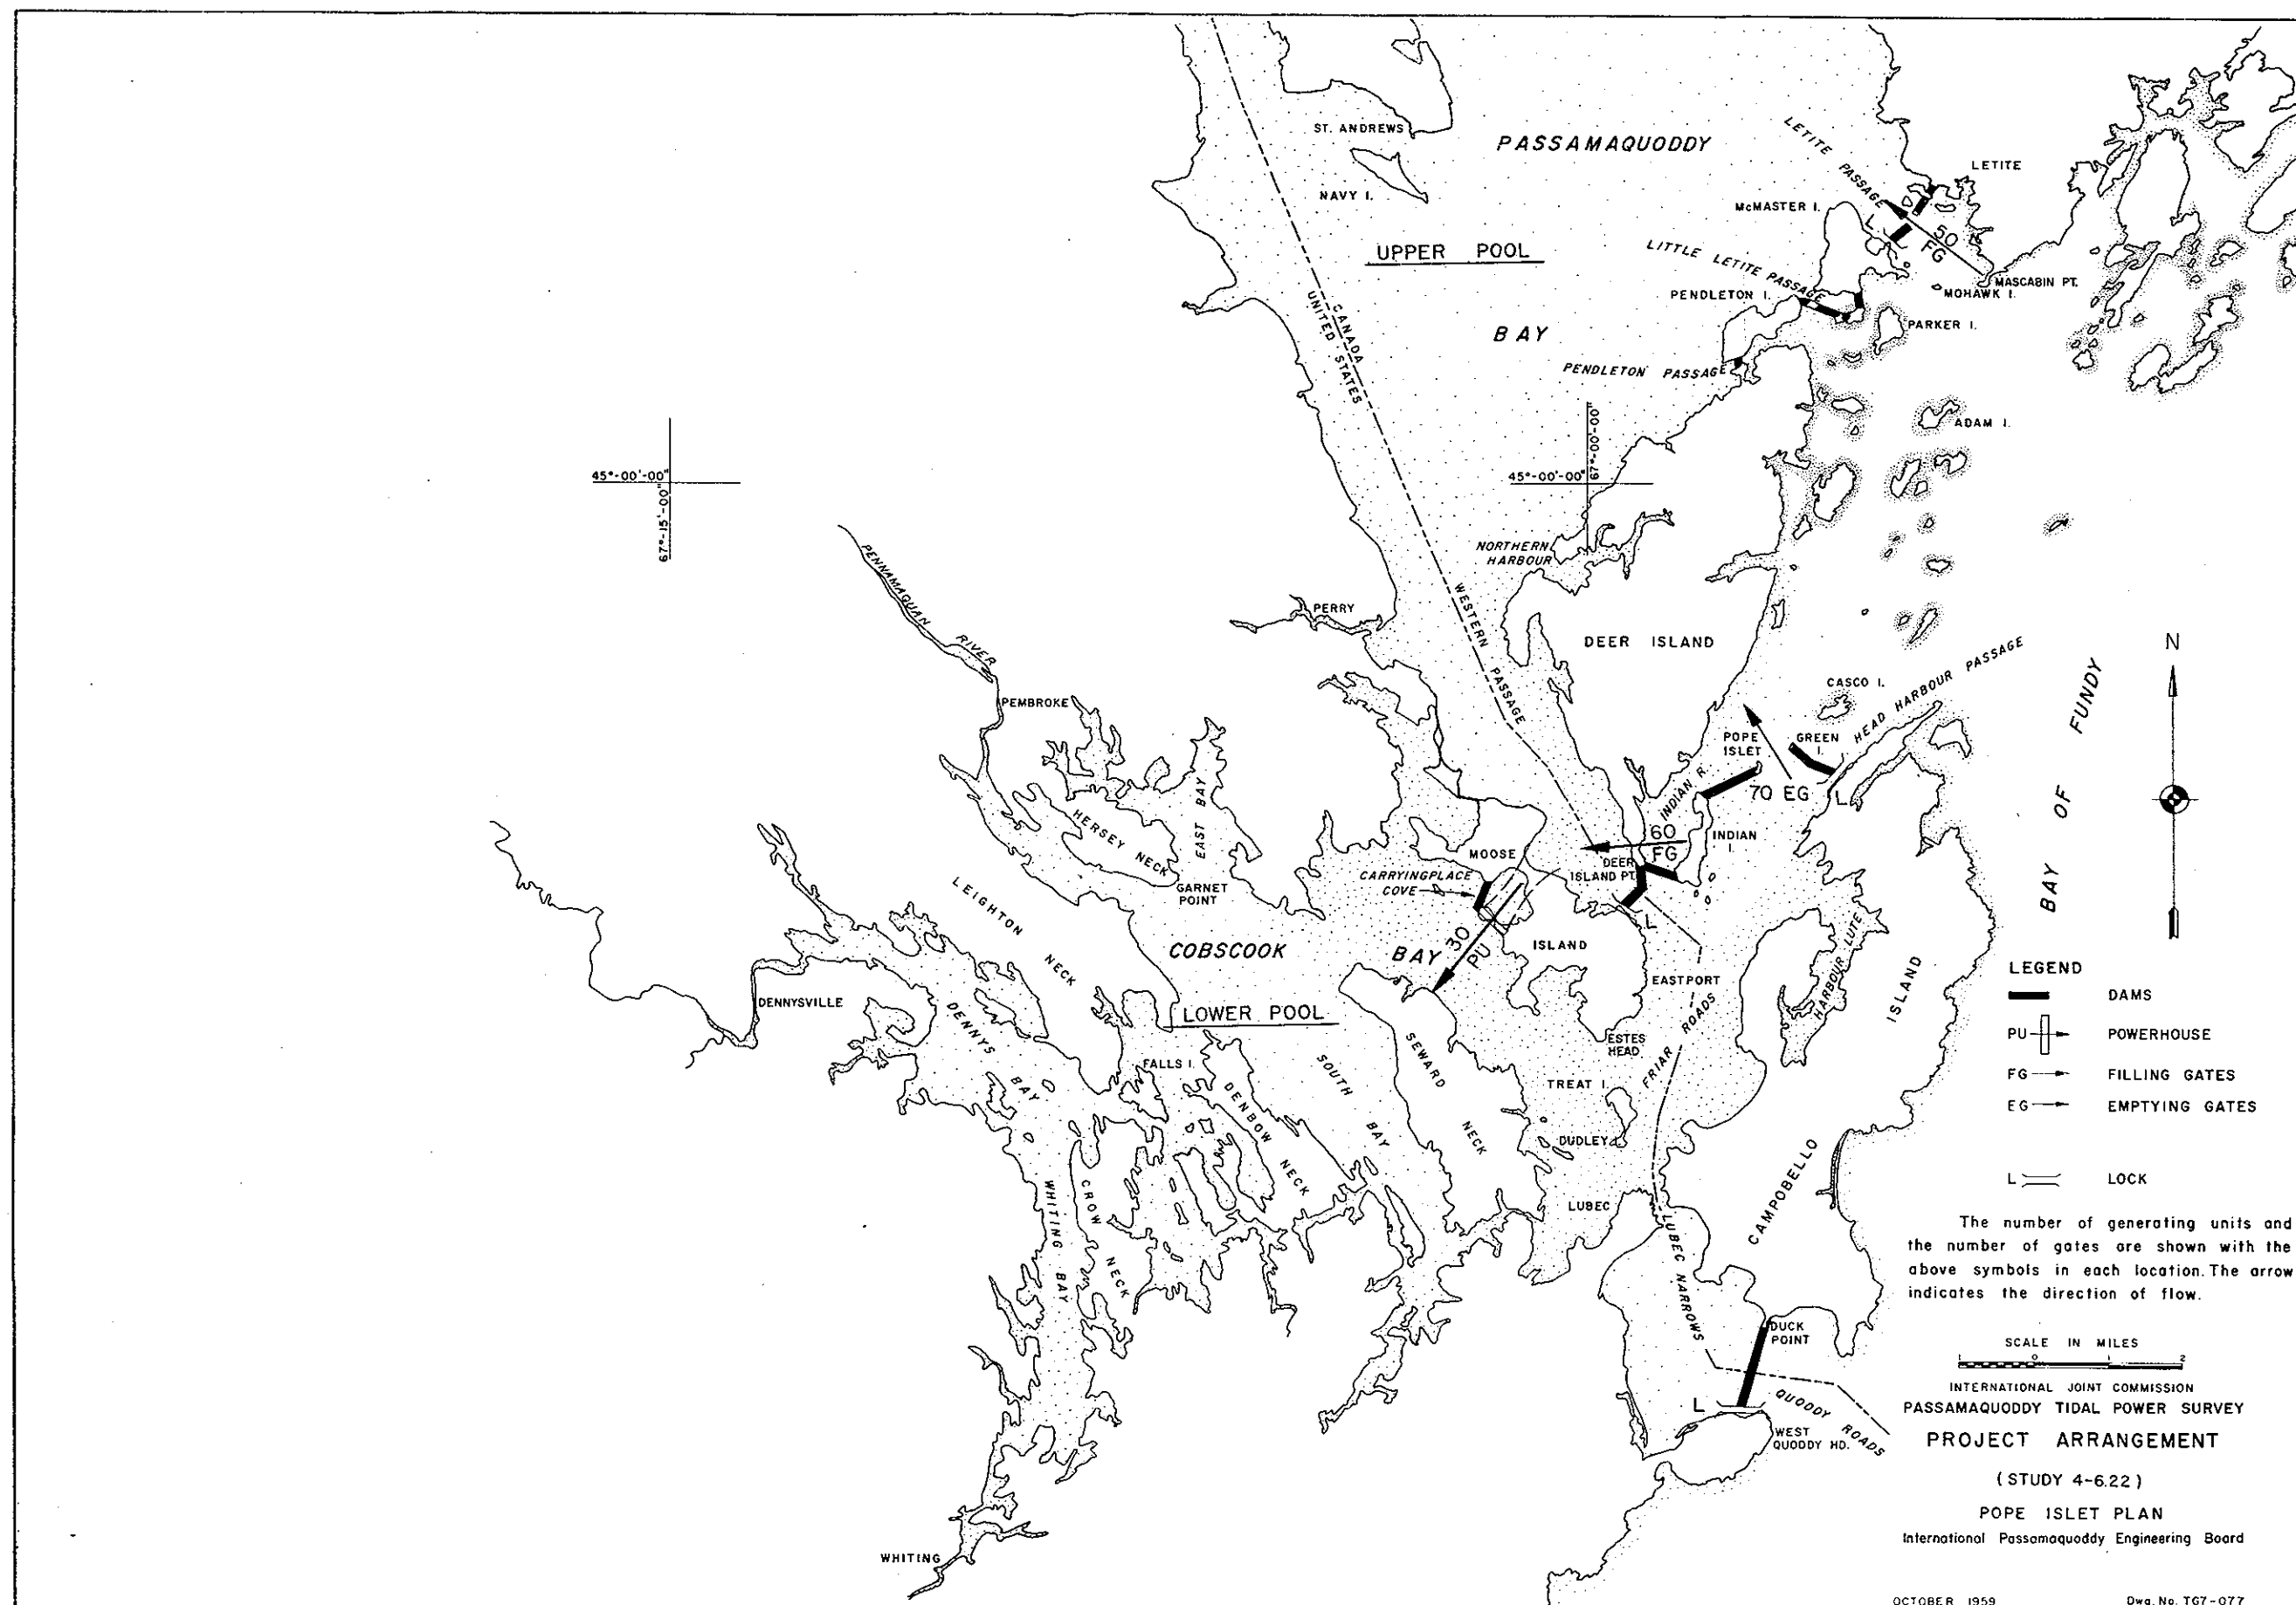 ST. ANDREWS
PASSAMAQUODDY
NAVY I.
UPPER POOL
BAY
CANADA
UNITED STATES
LETITE PASSAGE
LETITE
McMASTER I.
L
50
FG
LITTLE LETITE PASSAGE
MASCABIN PT.
MOHAWK I.
PENDLETON I.
PARKER I.
PENDLETON PASSAGE
ADAM I.
45°-00'-00"
67°-15'-00"
45°-00'-00"
67°-00'-00"
NORTHERN
HARBOUR
PENNAMAQUAN RIVER
PERRY
WESTERN PASSAGE
DEER ISLAND
PEMBROKE
CASCO I.
HEAD HARBOUR PASSAGE
POPE
ISLET
GREEN
I.
70 EG
L
INDIAN R.
INDIAN
I.
60
FG
DEER
ISLAND PT.
L
HERSEY NECK
EAST BAY
GARNET
POINT
MOOSE
CARRYINGPLACE
COVE
ISLAND
LEIGHTON NECK
COBSCOOK
BAY
30
PU
LOWER POOL
EASTPORT
FRIAR ROADS
HARBOUR LUTE
ISLAND
BAY OF FUNDY
N
DENNYSVILLE
DENNYS BAY
FALLS I.
DENBOW NECK
SOUTH BAY
SEWARD NECK
ESTES
HEAD
TREAT I.
DUDLEY I.
LUBEC
LUBEC NARROWS
CAMPOBELLO
WHITING BAY
CROW NECK
DUCK
POINT
L
QUODDY ROADS
WEST
QUODDY HD.
WHITING
LEGEND
DAMS
PU POWERHOUSE
FG FILLING GATES
EG EMPTYING GATES
L LOCK
The number of generating units and
the number of gates are shown with the
above symbols in each location. The arrow
indicates the direction of flow.
SCALE IN MILES
1 0 1 2
INTERNATIONAL JOINT COMMISSION
PASSAMAQUODDY TIDAL POWER SURVEY
PROJECT ARRANGEMENT
(STUDY 4-6.22)
POPE ISLET PLAN
International Passamaquoddy Engineering Board
OCTOBER 1959 Dwg. No. TG7-077